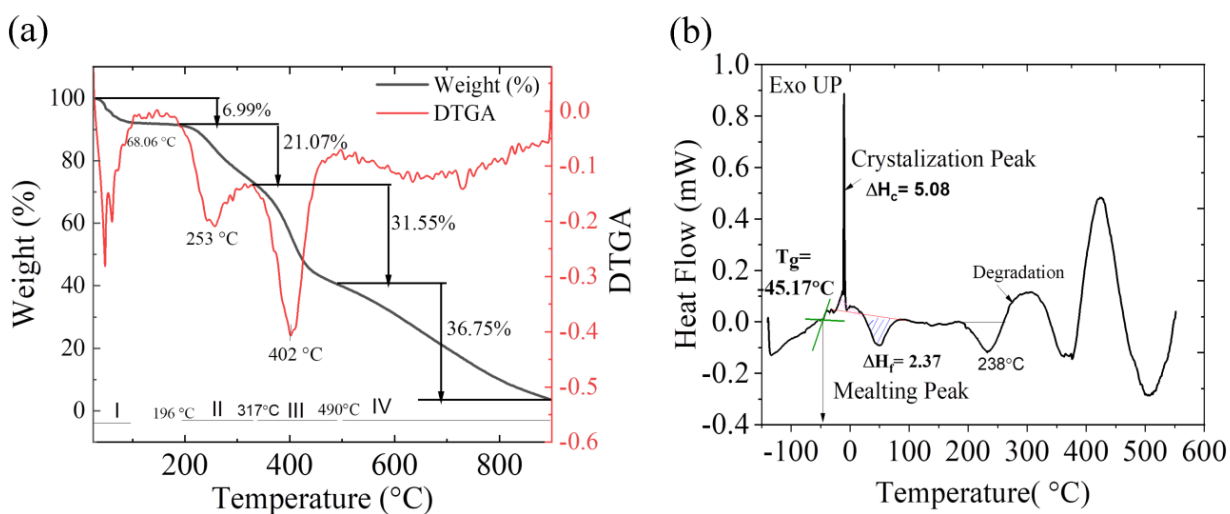 (a)
Weight (%)
DTGA
6.99%
68.06 °C
21.07%
31.55%
253 °C
36.75%
402 °C
I
196 °C
II
317°C
III
490°C
IV
100
80
60
40
20
0
Weight (%)
0.0
-0.1
-0.2
-0.3
-0.4
-0.5
-0.6
DTGA
200
400
600
800
Temperature (°C)
(b)
Exo UP
Crystalization Peak
ΔHc= 5.08
Tg=
-45.17°C
Degradation
ΔHf= 2.37
238°C
Mealting Peak
1.0
0.8
0.6
0.4
0.2
0.0
-0.2
-0.4
Heat Flow (mW)
-100
0
100
200
300
400
500
600
Temperature( °C)